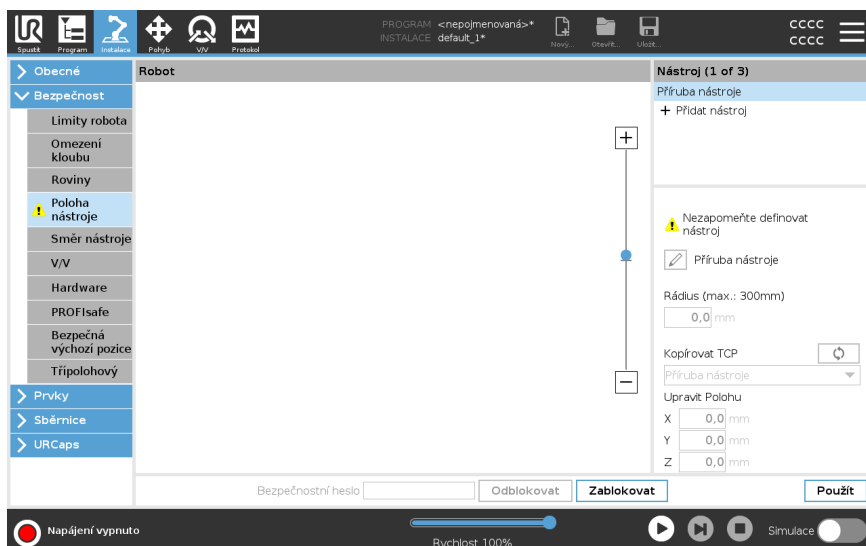 PROGRAM <nepojmenovaná>*
INSTALACE default_1*
cccc
cccc
Spustit Program Instalace Pohyb V/V Protokol Nový... Otevřít... Uložit...
Obecné
Bezpečnost
Limity robota
Omezení
kloubu
Roviny
Poloha
nástroje
Směr nástroje
V/V
Hardware
PROFIsafe
Bezpečná
výchozí pozice
Třípolohový
Prvky
Sběrnice
URCaps
Robot
Nástroj (1 of 3)
Příruba nástroje
+ Přidat nástroj
Nezapomeňte definovat
nástroj
Příruba nástroje
Rádius (max.: 300mm)
0,0 mm
Kopírovat TCP
Příruba nástroje
Upravit Polohu
X 0,0 mm
Y 0,0 mm
Z 0,0 mm
Bezpečnostní heslo Odblokovat Zablokovat Použít
Napájení vypnuto
Rychlost 100%
Simulace